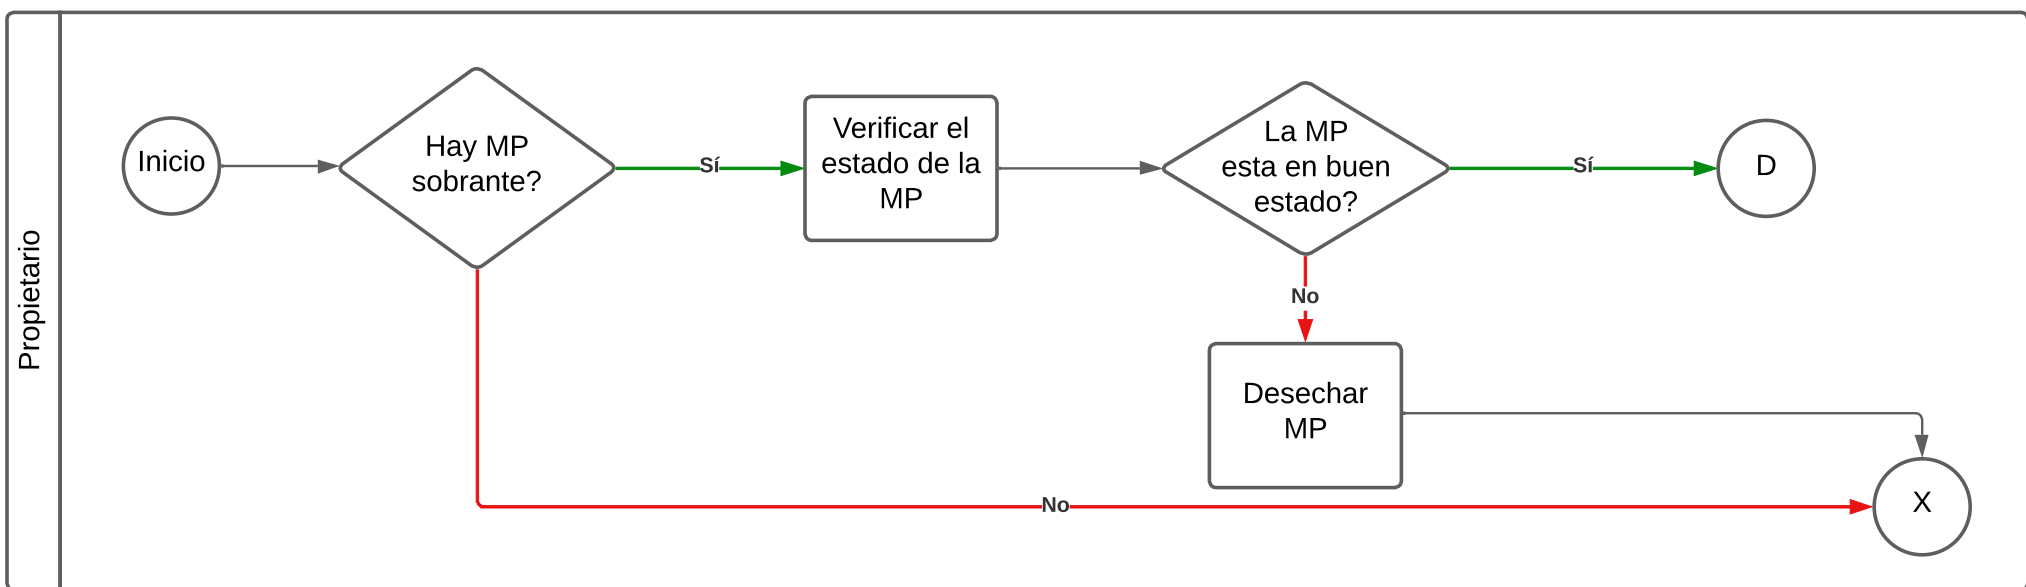 Propietario
Inicio
Hay MP
sobrante?
Sí
Verificar el
estado de la
MP
La MP
esta en buen
estado?
Sí
D
No
Desechar
MP
No
X